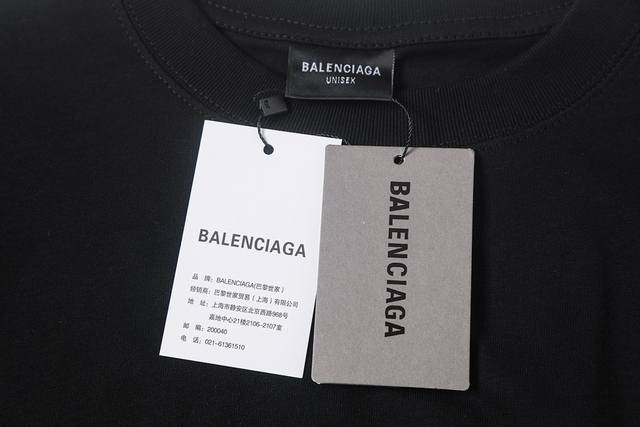 BALENCIAGA
UNISEX
BALENCIAGA
品 牌：BALENCIAGA(巴黎世家)
经销商：巴黎世家贸易（上海）有限公司
地 址：上海市静安区北京西路968号
嘉地中心21楼2106-2107室
邮 编：200040
电 话：021-61361510
BALENCIAGA